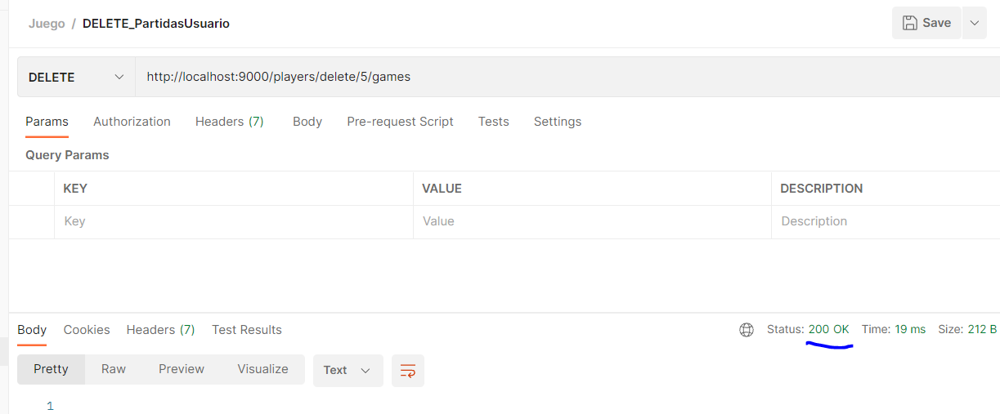 Juego / DELETE_PartidasUsuario
Save
DELETE
http://localhost:9000/players/delete/5/games
Params Authorization Headers (7) Body Pre-request Script Tests Settings
Query Params
KEY VALUE DESCRIPTION
Key Value Description
Body Cookies Headers (7) Test Results
Status: 200 OK Time: 19 ms Size: 212 B
Pretty Raw Preview Visualize Text
1